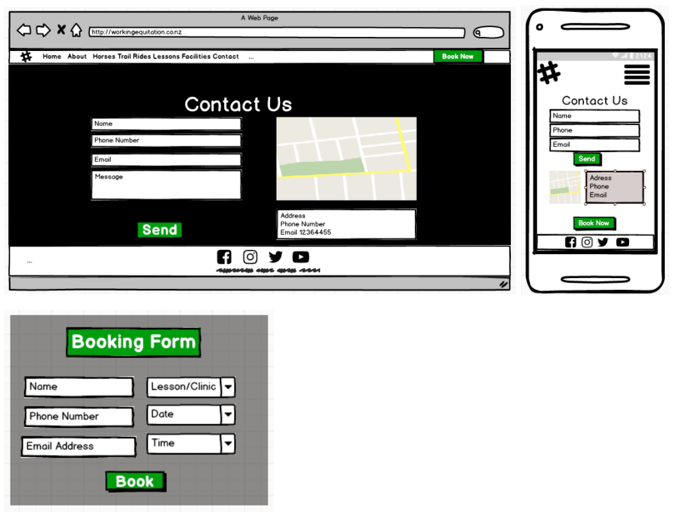 A Web Page
http://workingequitation.co.nz
Home About Horses Trail Rides Lessons Facilities Contact ...
Book Now
Contact Us
Name
Phone Number
Email
Message
Send
Address
Phone Number
Email 12364455
...
Contact Us
Name
Phone
Email
Send
Adress
Phone
Email
Book Now
Booking Form
Name
Lesson/Clinic
Phone Number
Date
Email Address
Time
Book